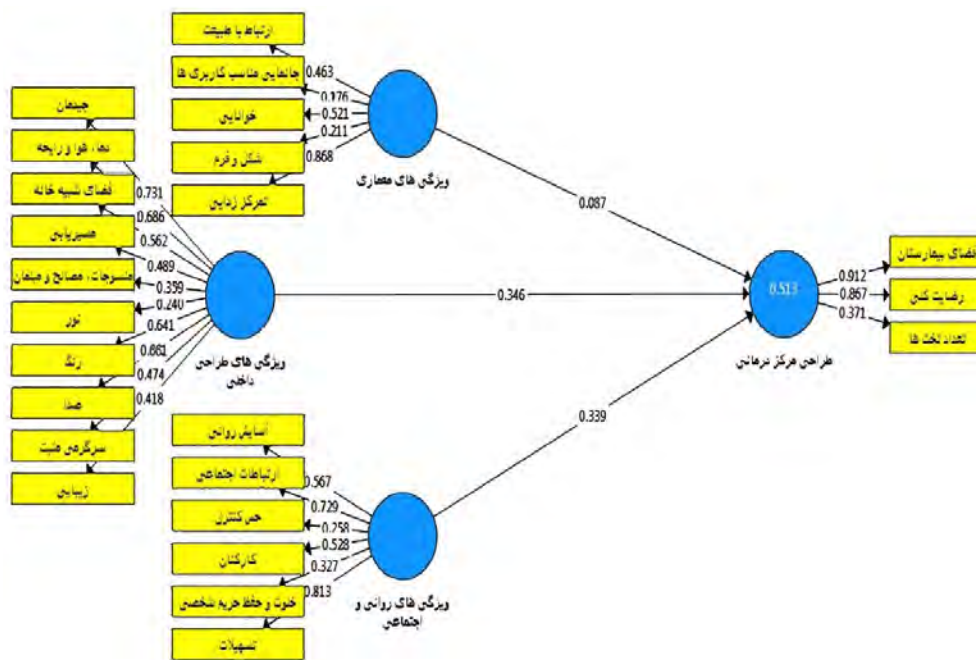 ارتباط با طبیعت
جانمایی مناسب کاربری ها
خوانایی
شکل و فرم
تمرکز زدایی
0.463
0.176
0.521
0.211
0.868
ویژگی های معماری
چیدمان
دما، هوا و رایحه
فضای شبیه خانه
مسیریابی
منسوجات، مصالح و مبلمان
نور
رنگ
صدا
سرگرمی مثبت
زیبایی
0.731
0.686
0.562
0.489
0.359
0.240
0.641
0.661
0.474
0.418
ویژگی های طراحی
داخلی
آسایش روانی
ارتباطات اجتماعی
حس کنترل
کارکنان
خلوت و حفظ حریم شخصی
تسهیلات
0.567
0.729
0.258
0.528
0.327
0.813
ویژگی های روانی و
اجتماعی
0.087
0.346
0.339
0.513
طراحی مرکز درمانی
0.912
0.867
0.371
فضای بیمارستان
رضایت کلی
تعداد تخت ها